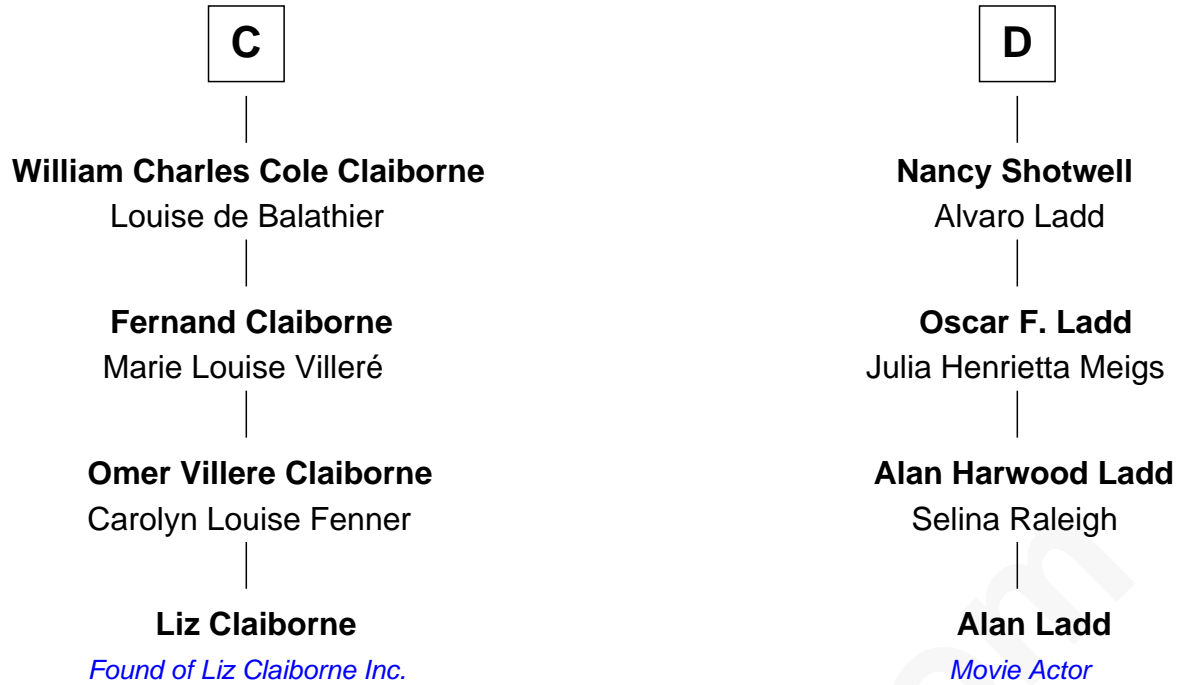 C
William Charles Cole Claiborne
Louise de Balathier
Fernand Claiborne
Marie Louise Villeré
Omer Villere Claiborne
Carolyn Louise Fenner
Liz Claiborne
Found of Liz Claiborne Inc.
D
Nancy Shotwell
Alvaro Ladd
Oscar F. Ladd
Julia Henrietta Meigs
Alan Harwood Ladd
Selina Raleigh
Alan Ladd
Movie Actor